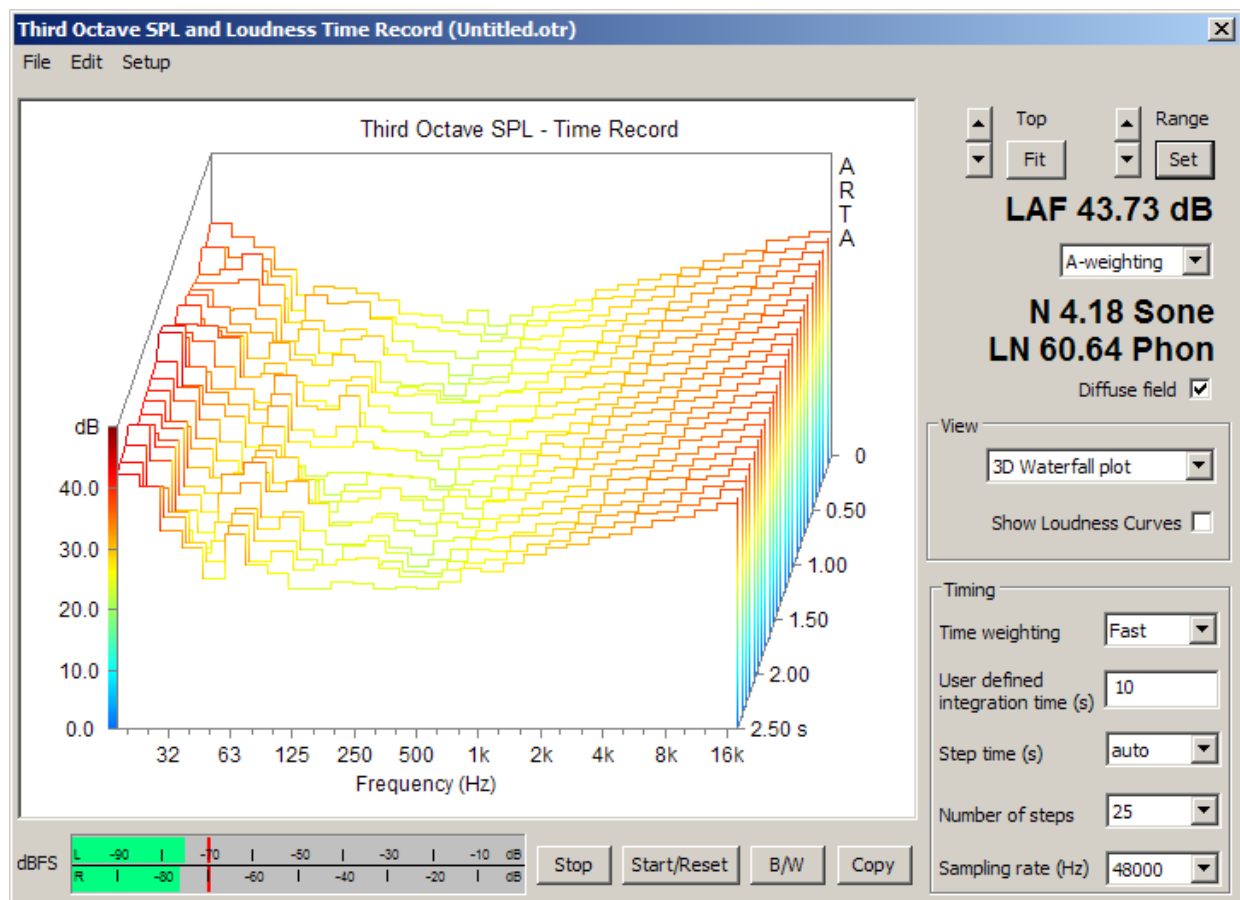 Third Octave SPL and Loudness Time Record (Untitled.otr)
File Edit Setup
Third Octave SPL - Time Record
A
R
T
A
dB
40.0
30.0
20.0
10.0
0.0
0
0.50
1.00
1.50
2.00
2.50 s
32 63 125 250 500 1k 2k 4k 8k 16k
Frequency (Hz)
Top Range
Fit Set
LAF 43.73 dB
A-weighting
N 4.18 Sone
LN 60.64 Phon
Diffuse field
View
3D Waterfall plot
Show Loudness Curves
Timing
Time weighting Fast
User defined
integration time (s) 10
Step time (s) auto
Number of steps 25
Sampling rate (Hz) 48000
dBFS
L -90 -70 -50 -30 -10 dB
R -80 -60 -40 -20 dB
Stop Start/Reset B/W Copy